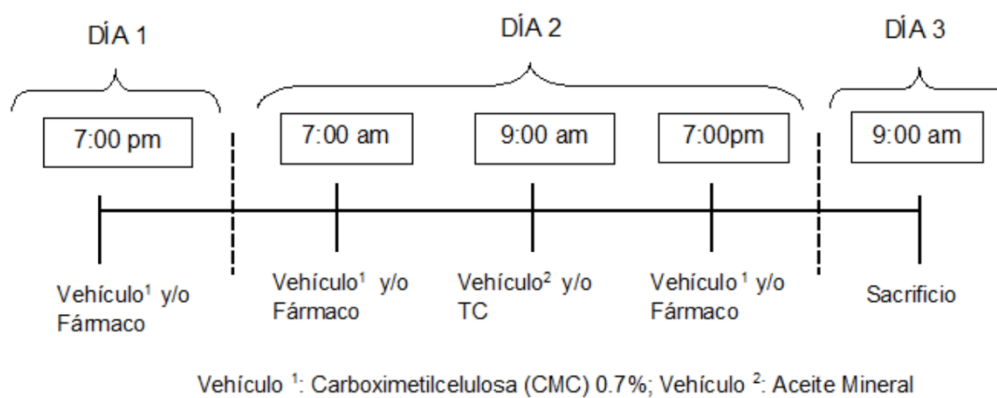 DÍA 1
DÍA 2
DÍA 3
7:00 pm
7:00 am
9:00 am
7:00pm
9:00 am
Vehículo¹ y/o
Fármaco
Vehículo¹ y/o
Fármaco
Vehículo² y/o
TC
Vehículo ¹ y/o
Fármaco
Sacrificio
Vehículo ¹: Carboximetilcelulosa (CMC) 0.7%; Vehículo ²: Aceite Mineral